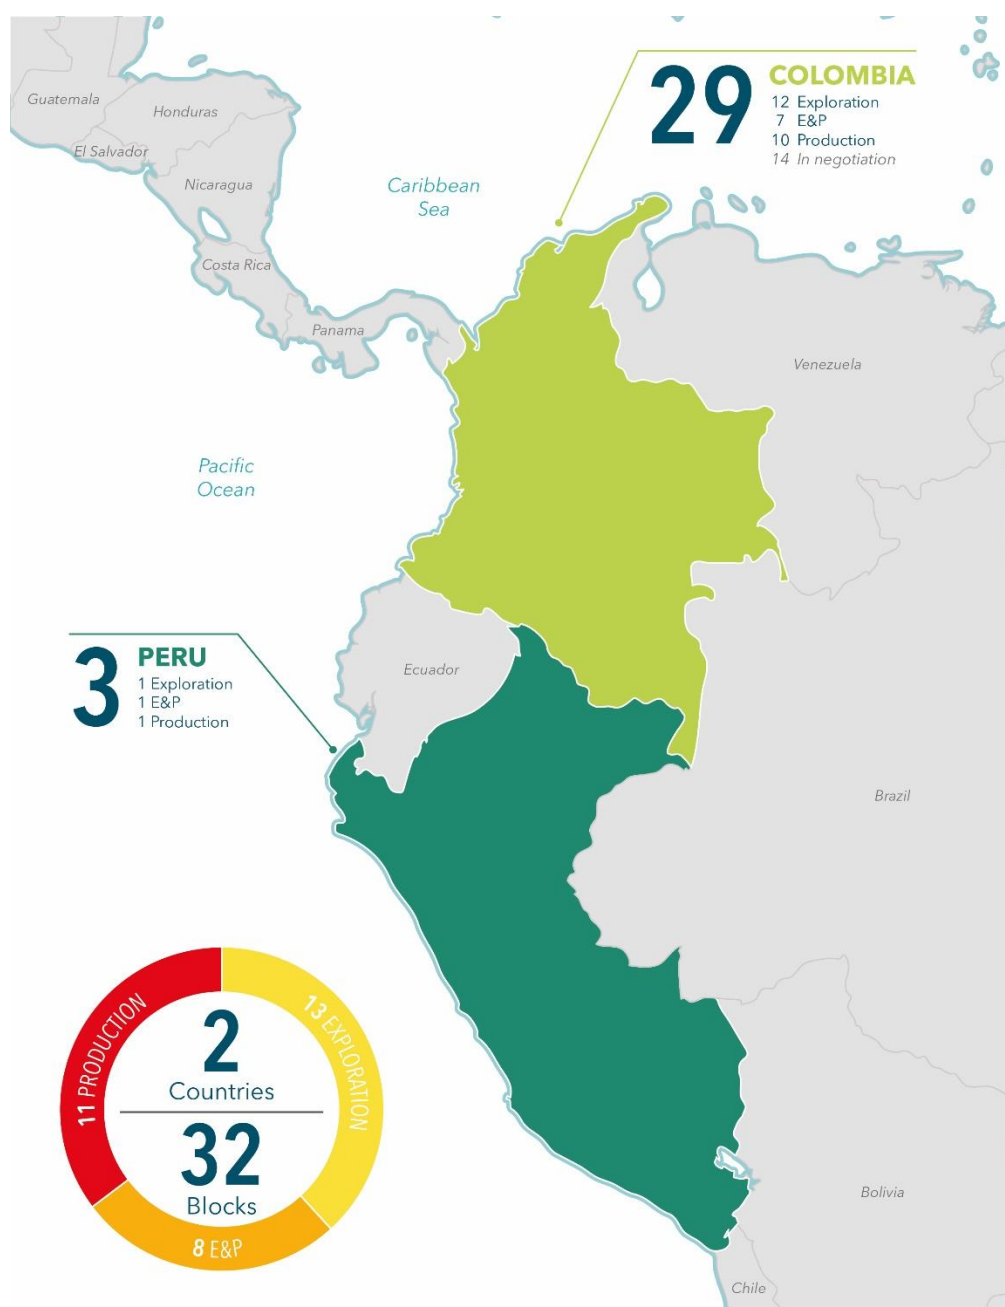 29
COLOMBIA
12 Exploration
7 E&P
10 Production
14 In negotiation
Guatemala
Honduras
El Salvador
Nicaragua
Caribbean
Sea
Costa Rica
Panama
Venezuela
Pacific
Ocean
3
PERU
1 Exploration
1 E&P
1 Production
Ecuador
Brazil
11 PRODUCTION
13 EXPLORATION
2
Countries
32
Blocks
8 E&P
Bolivia
Chile